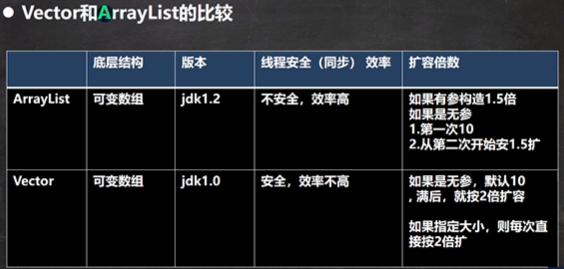 ● Vector和ArrayList的比较
底层结构 版本 线程安全（同步） 效率 扩容倍数
ArrayList 可变数组 jdk1.2 不安全，效率高 如果有参构造1.5倍
如果是无参
1.第一次10
2.从第二次开始安1.5扩
Vector 可变数组 jdk1.0 安全，效率不高 如果是无参，默认10
, 满后，就按2倍扩容
如果指定大小，则每次直
接按2倍扩